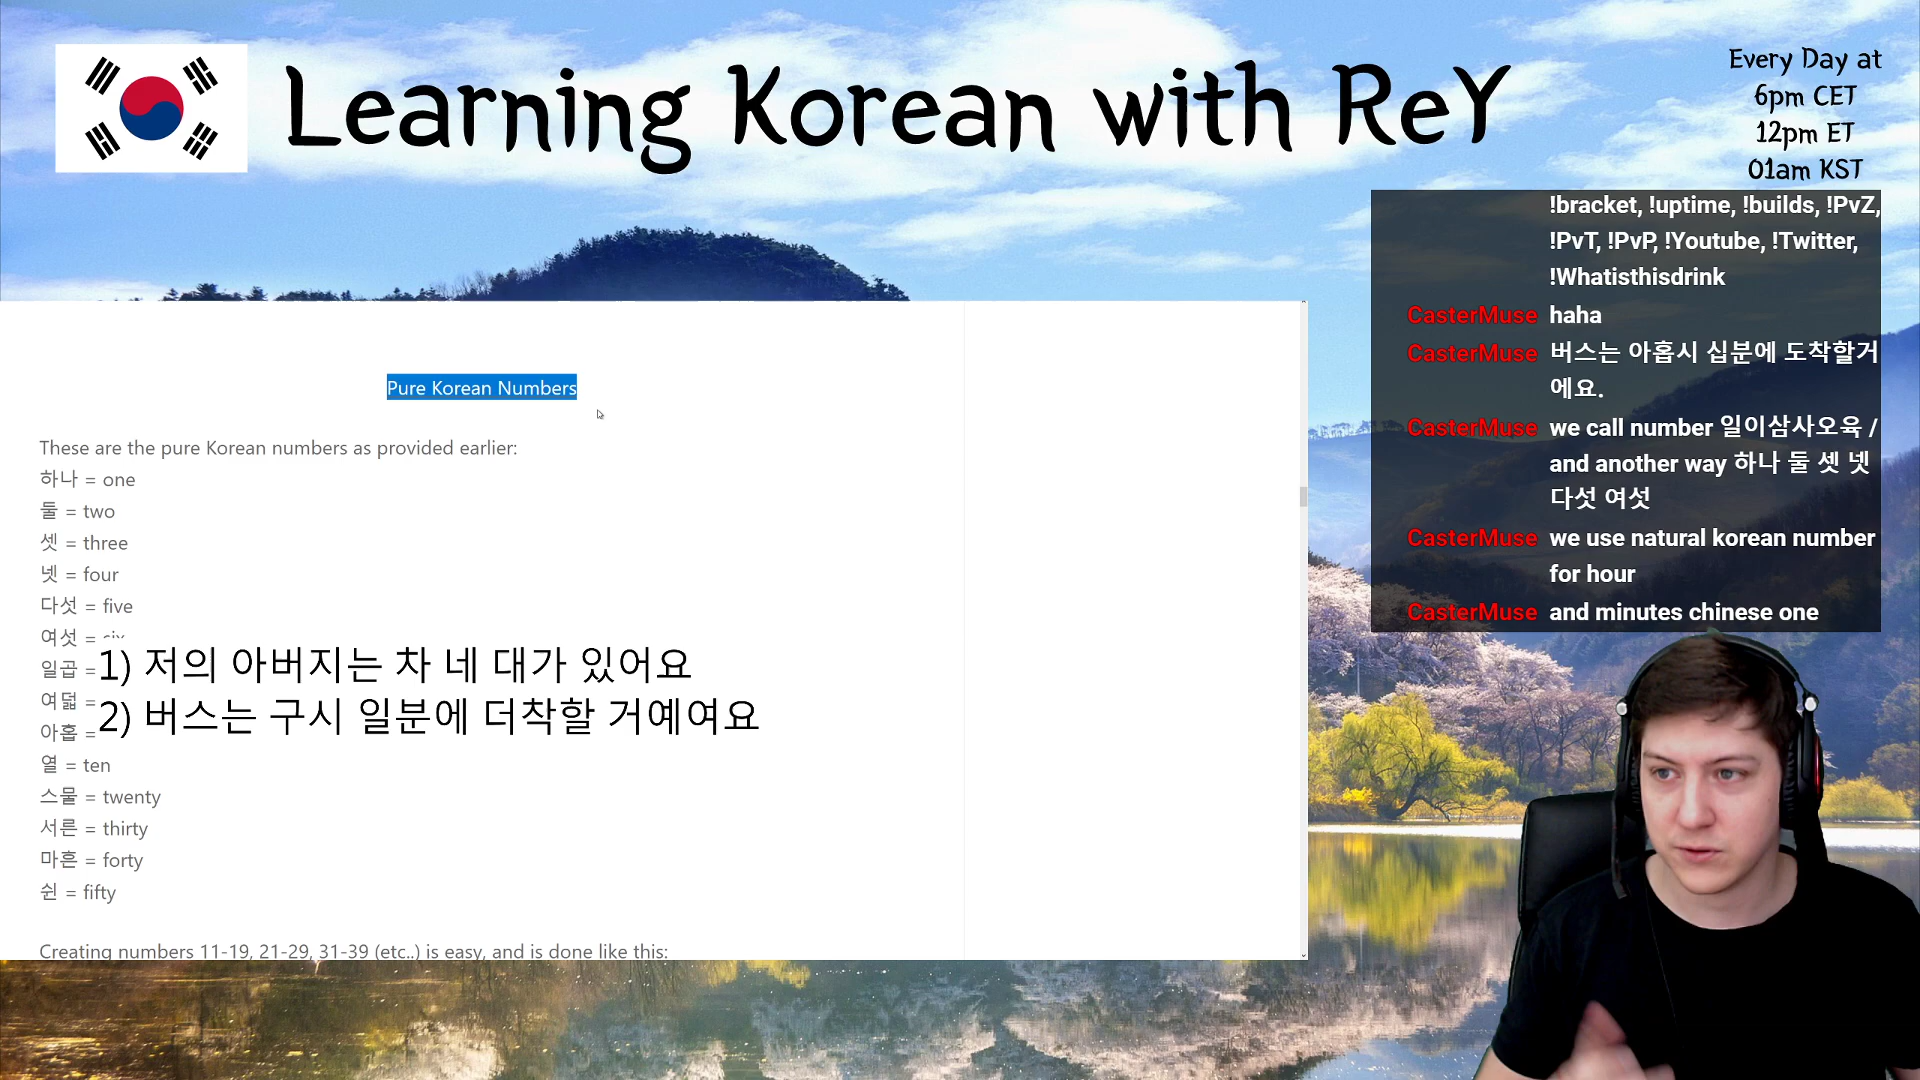 Learning Korean with ReY
Every Day at
6pm CET
12pm ET
01am KST
!bracket, !uptime, !builds, !PvZ,
!PvT, !PvP, !Youtube, !Twitter,
!Whatisthisdrink
CasterMuse haha
CasterMuse 버스는 아홉시 십분에 도착할거
에요.
CasterMuse we call number 일이삼사오육 /
and another way 하나 둘 셋 넷
다섯 여섯
CasterMuse we use natural korean number
for hour
CasterMuse and minutes chinese one
Pure Korean Numbers
These are the pure Korean numbers as provided earlier:
하나 = one
둘 = two
셋 = three
넷 = four
다섯 = five
여섯 =
일곱 =
여덟 =
아홉 =
1) 저의 아버지는 차 네 대가 있어요
2) 버스는 구시 일분에 더착할 거예여요
열 = ten
스물 = twenty
서른 = thirty
마흔 = forty
쉰 = fifty
Creating numbers 11-19, 21-29, 31-39 (etc..) is easy, and is done like this: